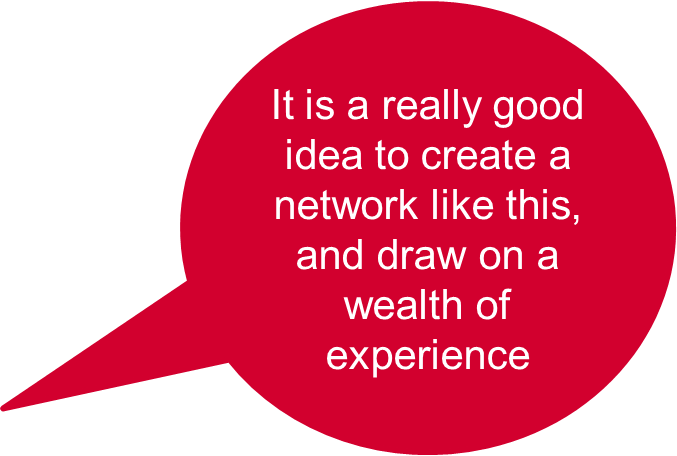 It is a really good
idea to create a
network like this,
and draw on a
wealth of
experience